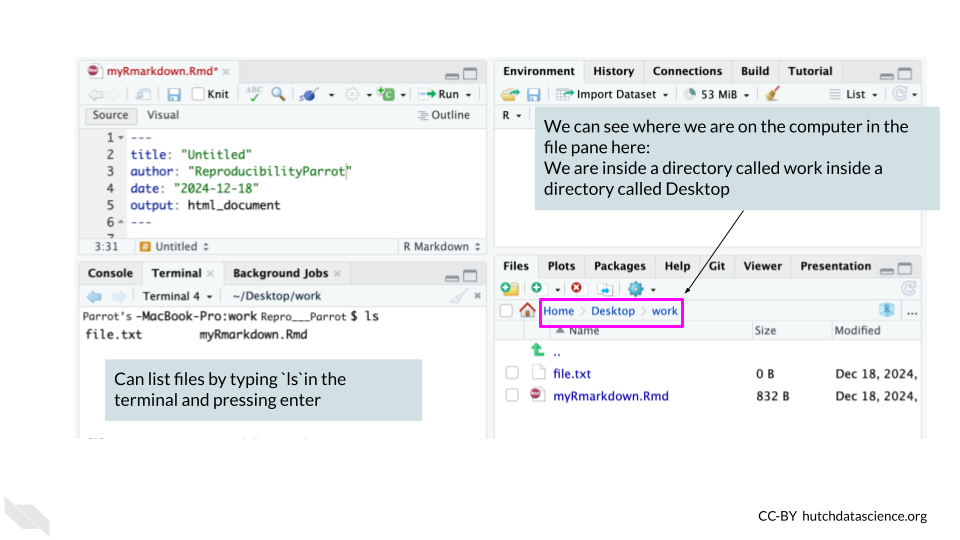 myRmarkdown.Rmd* ×
Knit
ABC
Run
Source Visual
Outline
1 ---
2 title: "Untitled"
3 author: "ReproducibilityParrot"
4 date: "2024-12-18"
5 output: html_document
6 ---
7
3:31 Untitled R Markdown
Environment History Connections Build Tutorial
Import Dataset 53 MiB List
R
We can see where we are on the computer in the
file pane here:
We are inside a directory called work inside a
directory called Desktop
Console Terminal × Background Jobs ×
Terminal 4 ~/Desktop/work
Parrot's -MacBook-Pro:work Repro___Parrot $ ls
file.txt myRmarkdown.Rmd
Can list files by typing `ls`in the
terminal and pressing enter
Files Plots Packages Help Git Viewer Presentation
Home Desktop work
R ...
Name Size Modified
..
file.txt 0 B Dec 18, 2024,
myRmarkdown.Rmd 832 B Dec 18, 2024,
CC-BY hutchdatascience.org